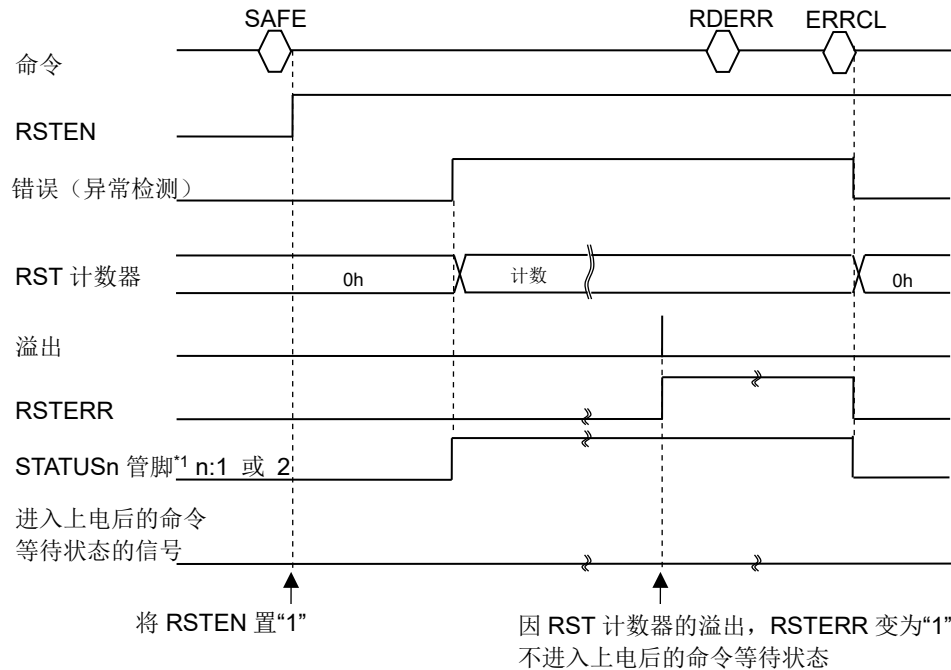 SAFE RDERR ERRCL
命令
RSTEN
错误（异常检测）
RST 计数器 0h 计数 0h
溢出
RSTERR
STATUSn 管脚*1 n:1 或 2
进入上电后的命令
等待状态的信号
将 RSTEN 置“1”
因 RST 计数器的溢出，RSTERR 变为“1”
不进入上电后的命令等待状态